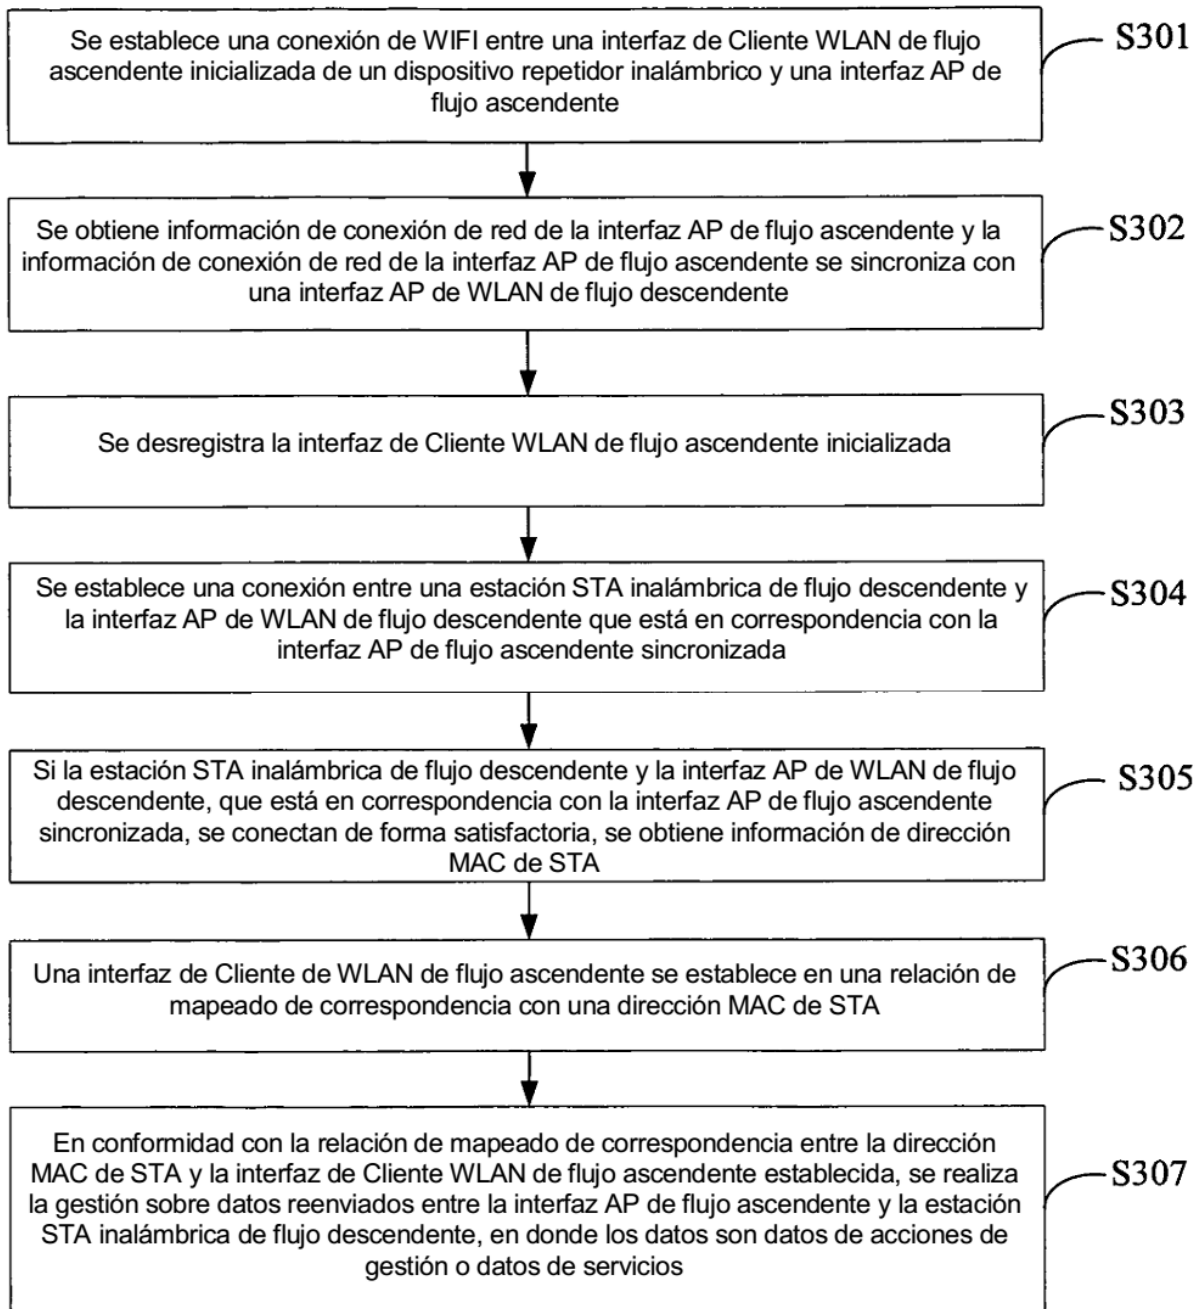 Se establece una conexión de WIFI entre una interfaz de Cliente WLAN de flujo
ascendente inicializada de un dispositivo repetidor inalámbrico y una interfaz AP de
flujo ascendente
S301
Se obtiene información de conexión de red de la interfaz AP de flujo ascendente y la
información de conexión de red de la interfaz AP de flujo ascendente se sincroniza con
una interfaz AP de WLAN de flujo descendente
S302
Se desregistra la interfaz de Cliente WLAN de flujo ascendente inicializada
S303
Se establece una conexión entre una estación STA inalámbrica de flujo descendente y
la interfaz AP de WLAN de flujo descendente que está en correspondencia con la
interfaz AP de flujo ascendente sincronizada
S304
Si la estación STA inalámbrica de flujo descendente y la interfaz AP de WLAN de flujo
descendente, que está en correspondencia con la interfaz AP de flujo ascendente
sincronizada, se conectan de forma satisfactoria, se obtiene información de dirección
MAC de STA
S305
Una interfaz de Cliente de WLAN de flujo ascendente se establece en una relación de
mapeado de correspondencia con una dirección MAC de STA
S306
En conformidad con la relación de mapeado de correspondencia entre la dirección
MAC de STA y la interfaz de Cliente WLAN de flujo ascendente establecida, se realiza
la gestión sobre datos reenviados entre la interfaz AP de flujo ascendente y la estación
STA inalámbrica de flujo descendente, en donde los datos son datos de acciones de
gestión o datos de servicios
S307